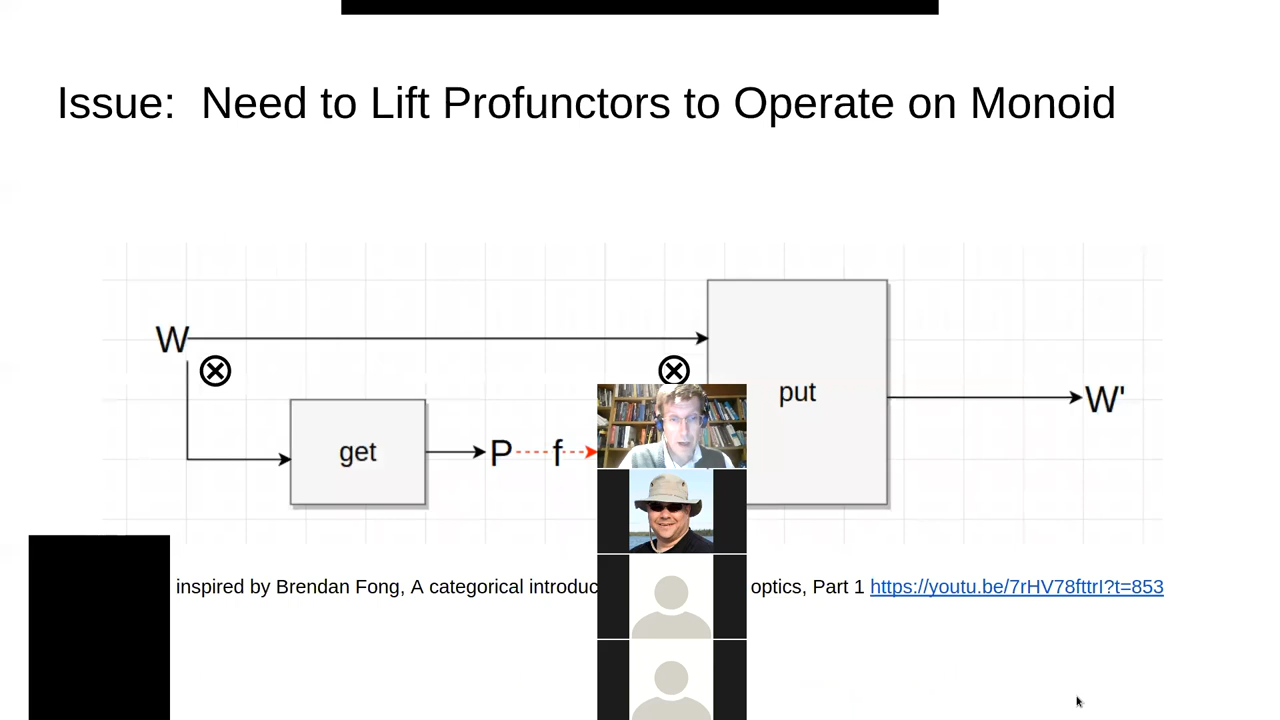 Issue:  Need to Lift Profunctors to Operate on Monoid
W
⊗
⊗
get
P
f
put
W'
inspired by Brendan Fong, A categorical optics, Part 1 https://youtu.be/7rHV78fttrI?t=853